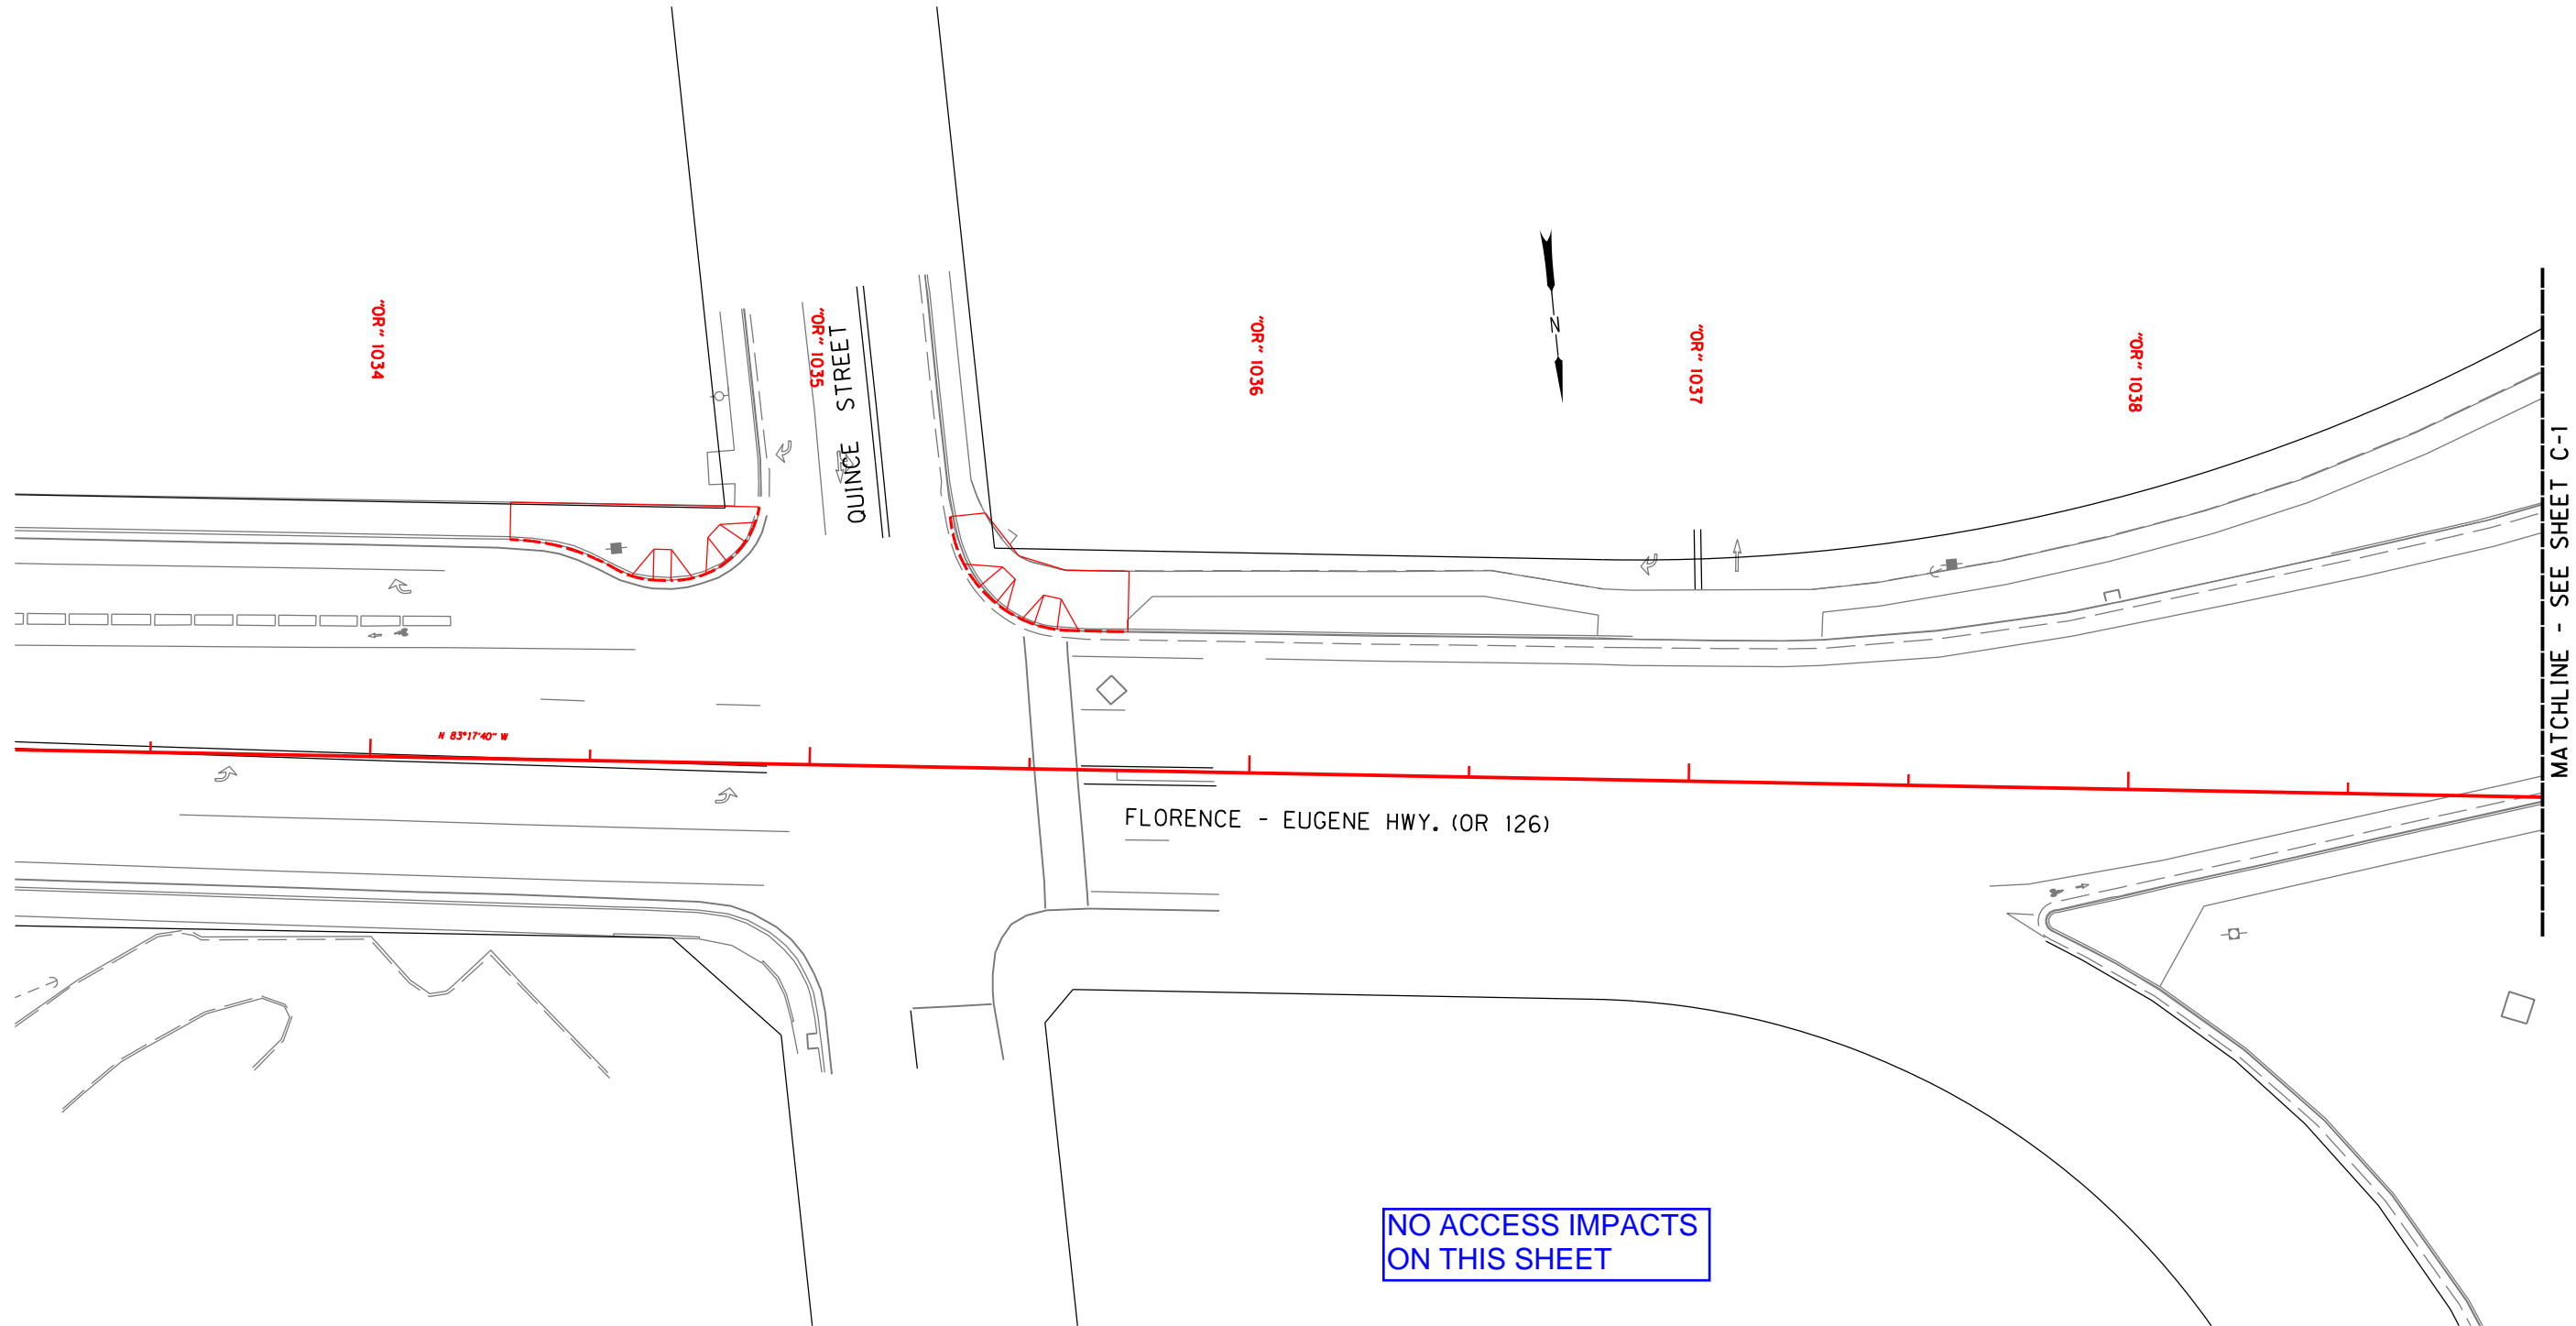 "OR" 1034
"OR" 1035
QUINCE STREET
"OR" 1036
N
"OR" 1037
"OR" 1038
MATCHLINE - SEE SHEET C-1
N 83°17'40" W
FLORENCE - EUGENE HWY. (OR 126)
NO ACCESS IMPACTS
ON THIS SHEET